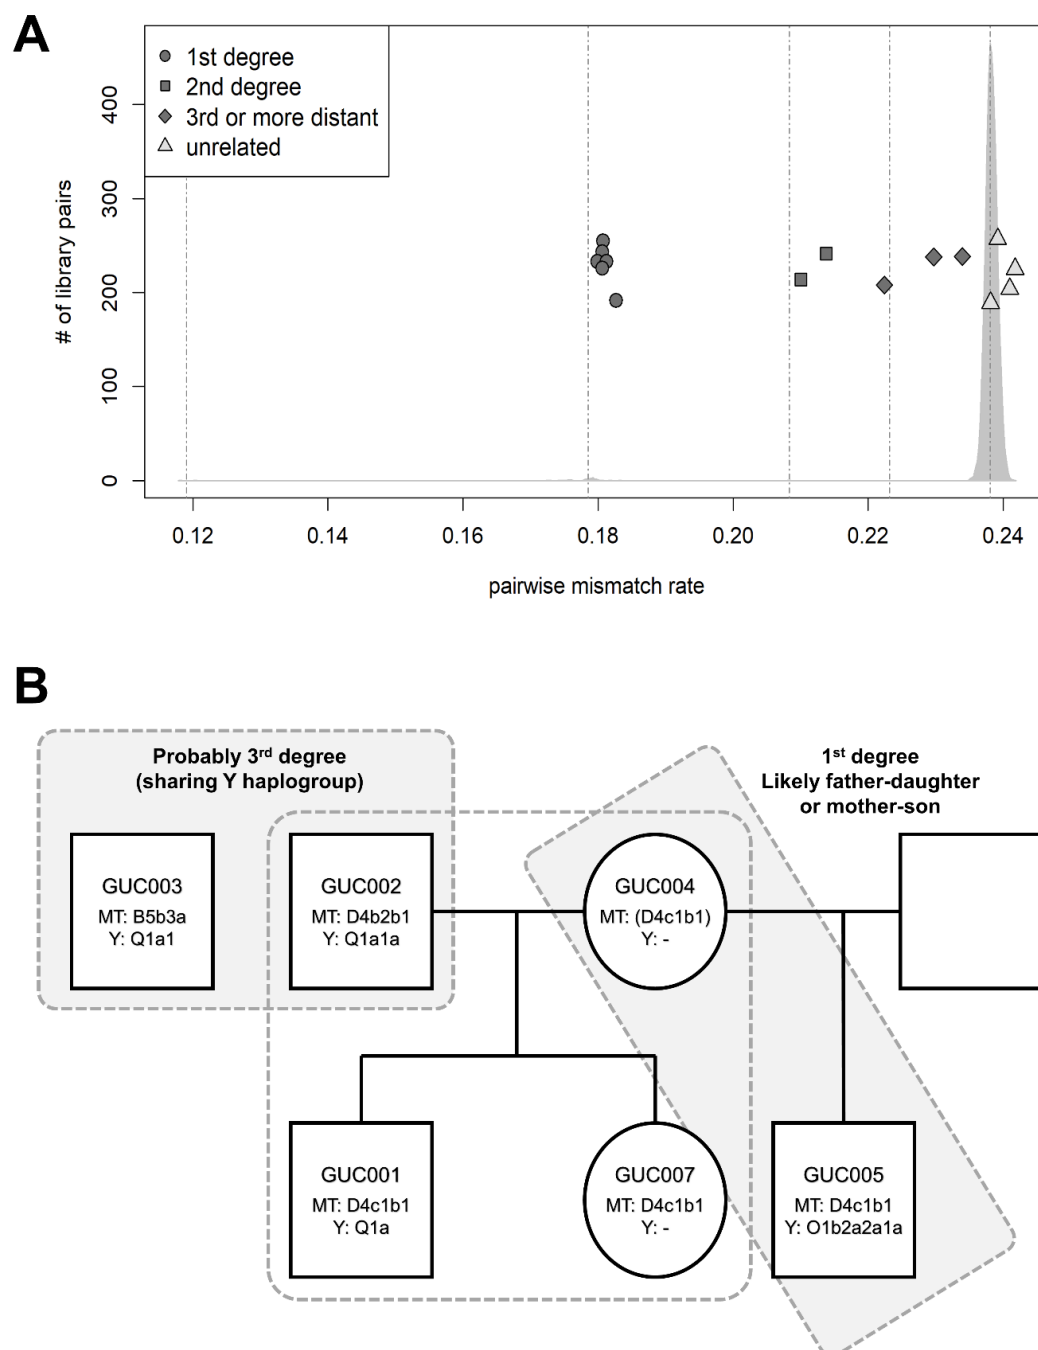 A
1st degree
2nd degree
3rd or more distant
unrelated
# of library pairs
0
100
200
300
400
0.12
0.14
0.16
0.18
0.20
0.22
0.24
pairwise mismatch rate
B
Probably 3rd degree
(sharing Y haplogroup)
1st degree
Likely father-daughter
or mother-son
GUC003
MT: B5b3a
Y: Q1a1
GUC002
MT: D4b2b1
Y: Q1a1a
GUC004
MT: (D4c1b1)
Y: -
GUC001
MT: D4c1b1
Y: Q1a
GUC007
MT: D4c1b1
Y: -
GUC005
MT: D4c1b1
Y: O1b2a2a1a